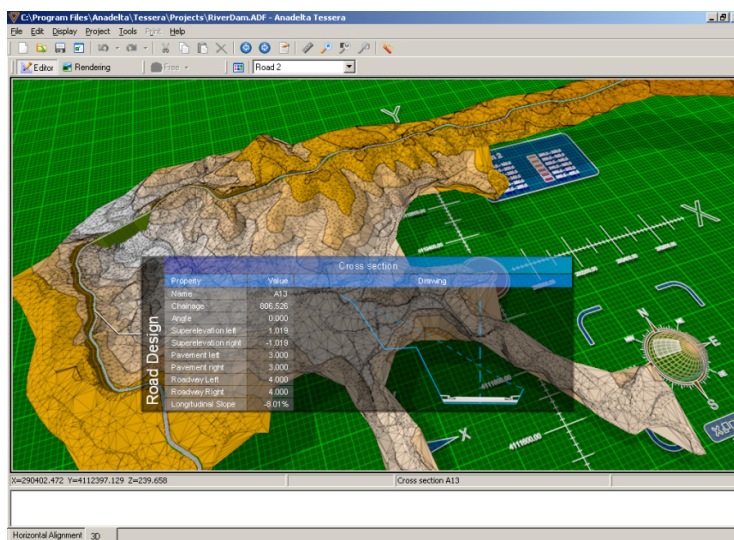 C:\Program Files\Anadelta\Tessera\Projects\RiverDam.ADF - Anadelta Tessera
File Edit Display Project Tools Print Help
Editor Rendering Free Road 2
Y
X
N
E
S
X
4111600.00
4111600.00
Road Design
Cross section
Property Value Drawing
Name A13
Chainage 886.526
Angle 0.000
Superelevation left 1.019
Superelevation right -1.019
Pavement left 3.000
Pavement right 3.000
Roadway Left 4.000
Roadway Right 4.000
Longitudinal Slope -8.01%
X=290402.472 Y=4112397.129 Z=239.658 Cross section A13
Horizontal Alignment 3D